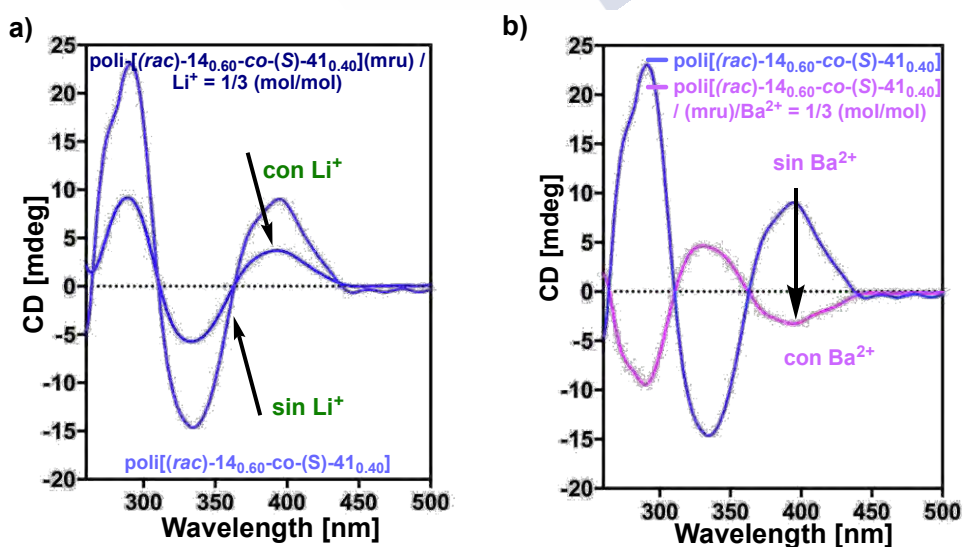 a)
poli-[(rac)-14₀.₆₀-co-(S)-41₀.₄₀](mru) /
Li⁺ = 1/3 (mol/mol)
con Li⁺
sin Li⁺
poli[(rac)-14₀.₆₀-co-(S)-41₀.₄₀]
CD [mdeg]
25
20
15
10
5
0
-5
-10
-15
-20
300
350
400
450
500
Wavelength [nm]
b)
poli[(rac)-14₀.₆₀-co-(S)-41₀.₄₀]
poli[(rac)-14₀.₆₀-co-(S)-41₀.₄₀]
/ (mru)/Ba²⁺ = 1/3 (mol/mol)
sin Ba²⁺
con Ba²⁺
CD [mdeg]
25
20
15
10
5
0
-5
-10
-15
-20
300
350
400
450
500
Wavelength [nm]